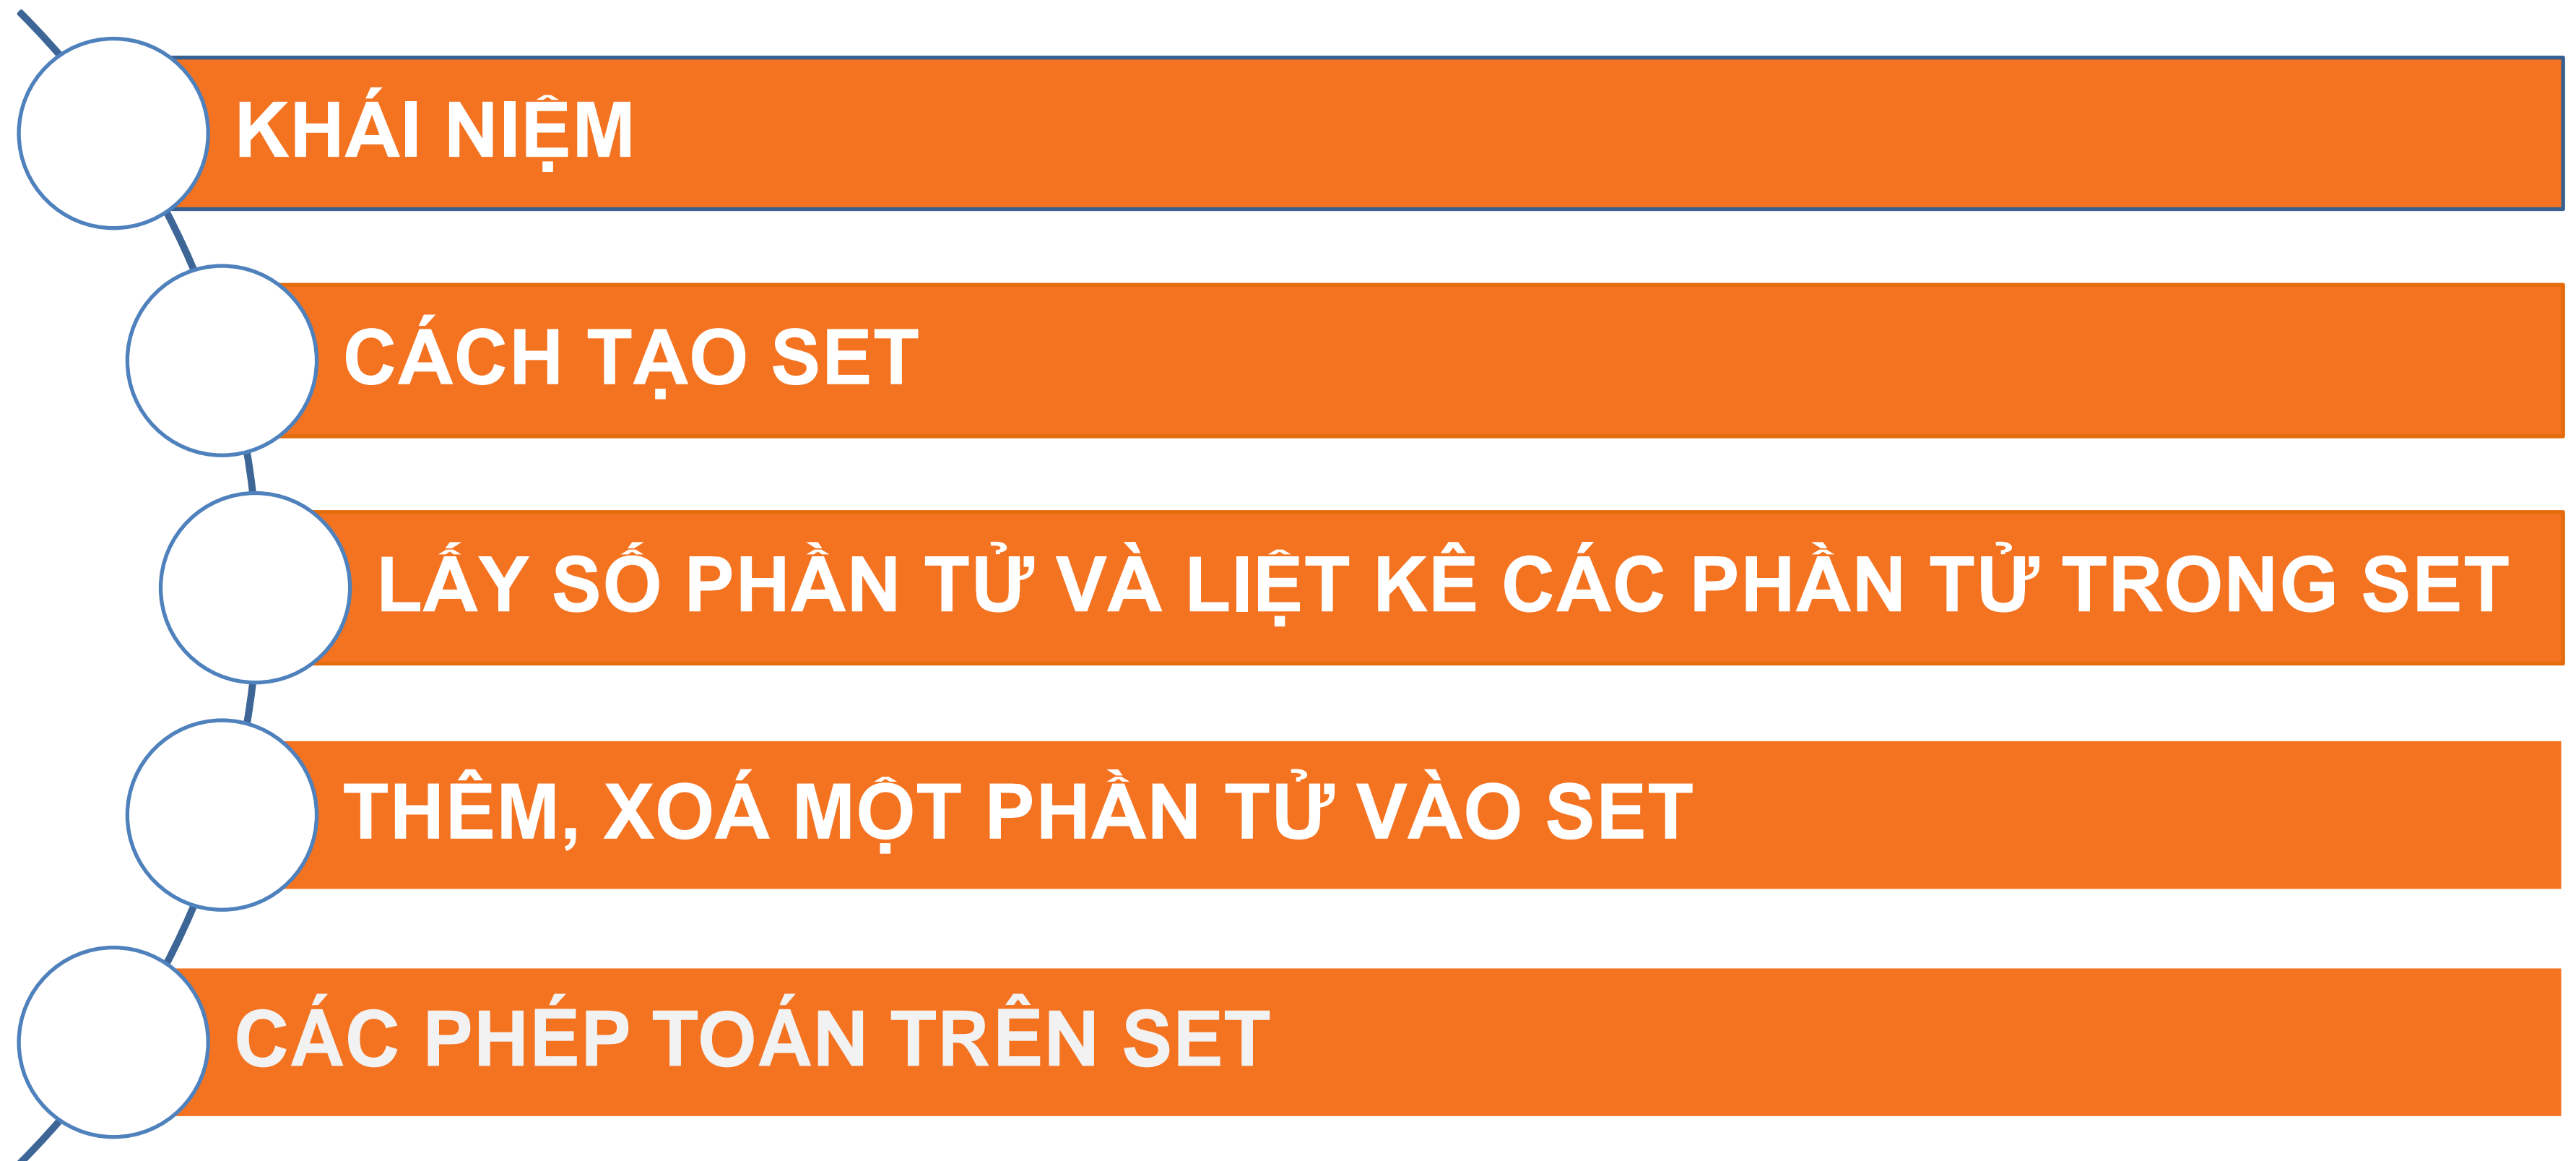 KHÁI NIỆM
CÁCH TẠO SET
LẤY SỐ PHẦN TỬ VÀ LIỆT KÊ CÁC PHẦN TỬ TRONG SET
THÊM, XOÁ MỘT PHẦN TỬ VÀO SET
CÁC PHÉP TOÁN TRÊN SET